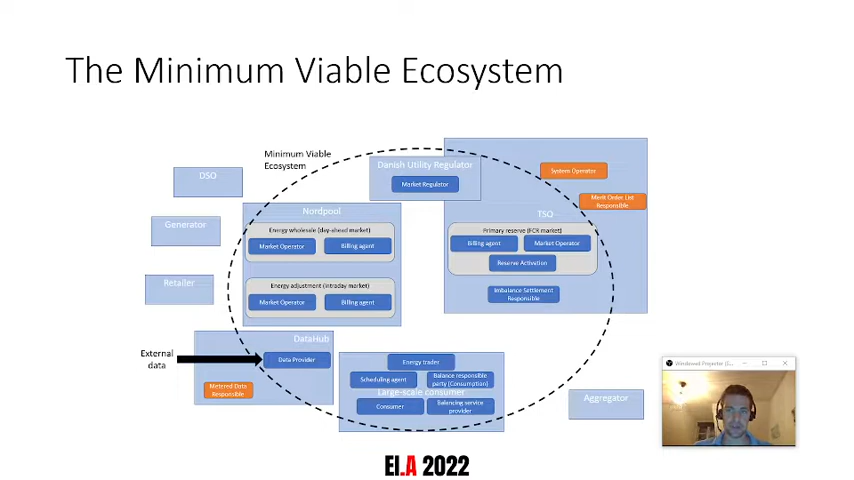 The Minimum Viable Ecosystem
Minimum Viable
Ecosystem
DSO
Danish Utility Regulator
Market Regulator
System Operator
Merit Order List
Responsible
Generator
Nordpool
Energy wholesale (day-ahead market)
Market Operator
Billing agent
Energy adjustment (intraday market)
Market Operator
Billing agent
TSO
Primary reserve (FCR market)
Billing agent
Market Operator
Reserve Activation
Imbalance Settlement
Responsible
Retailer
External
data
DataHub
Data Provider
Metered Data
Responsible
Energy trader
Scheduling agent
Balance responsible
party (Consumption)
Large-scale consumer
Consumer
Balancing service
provider
Aggregator
Windowed Projector
EI.A 2022